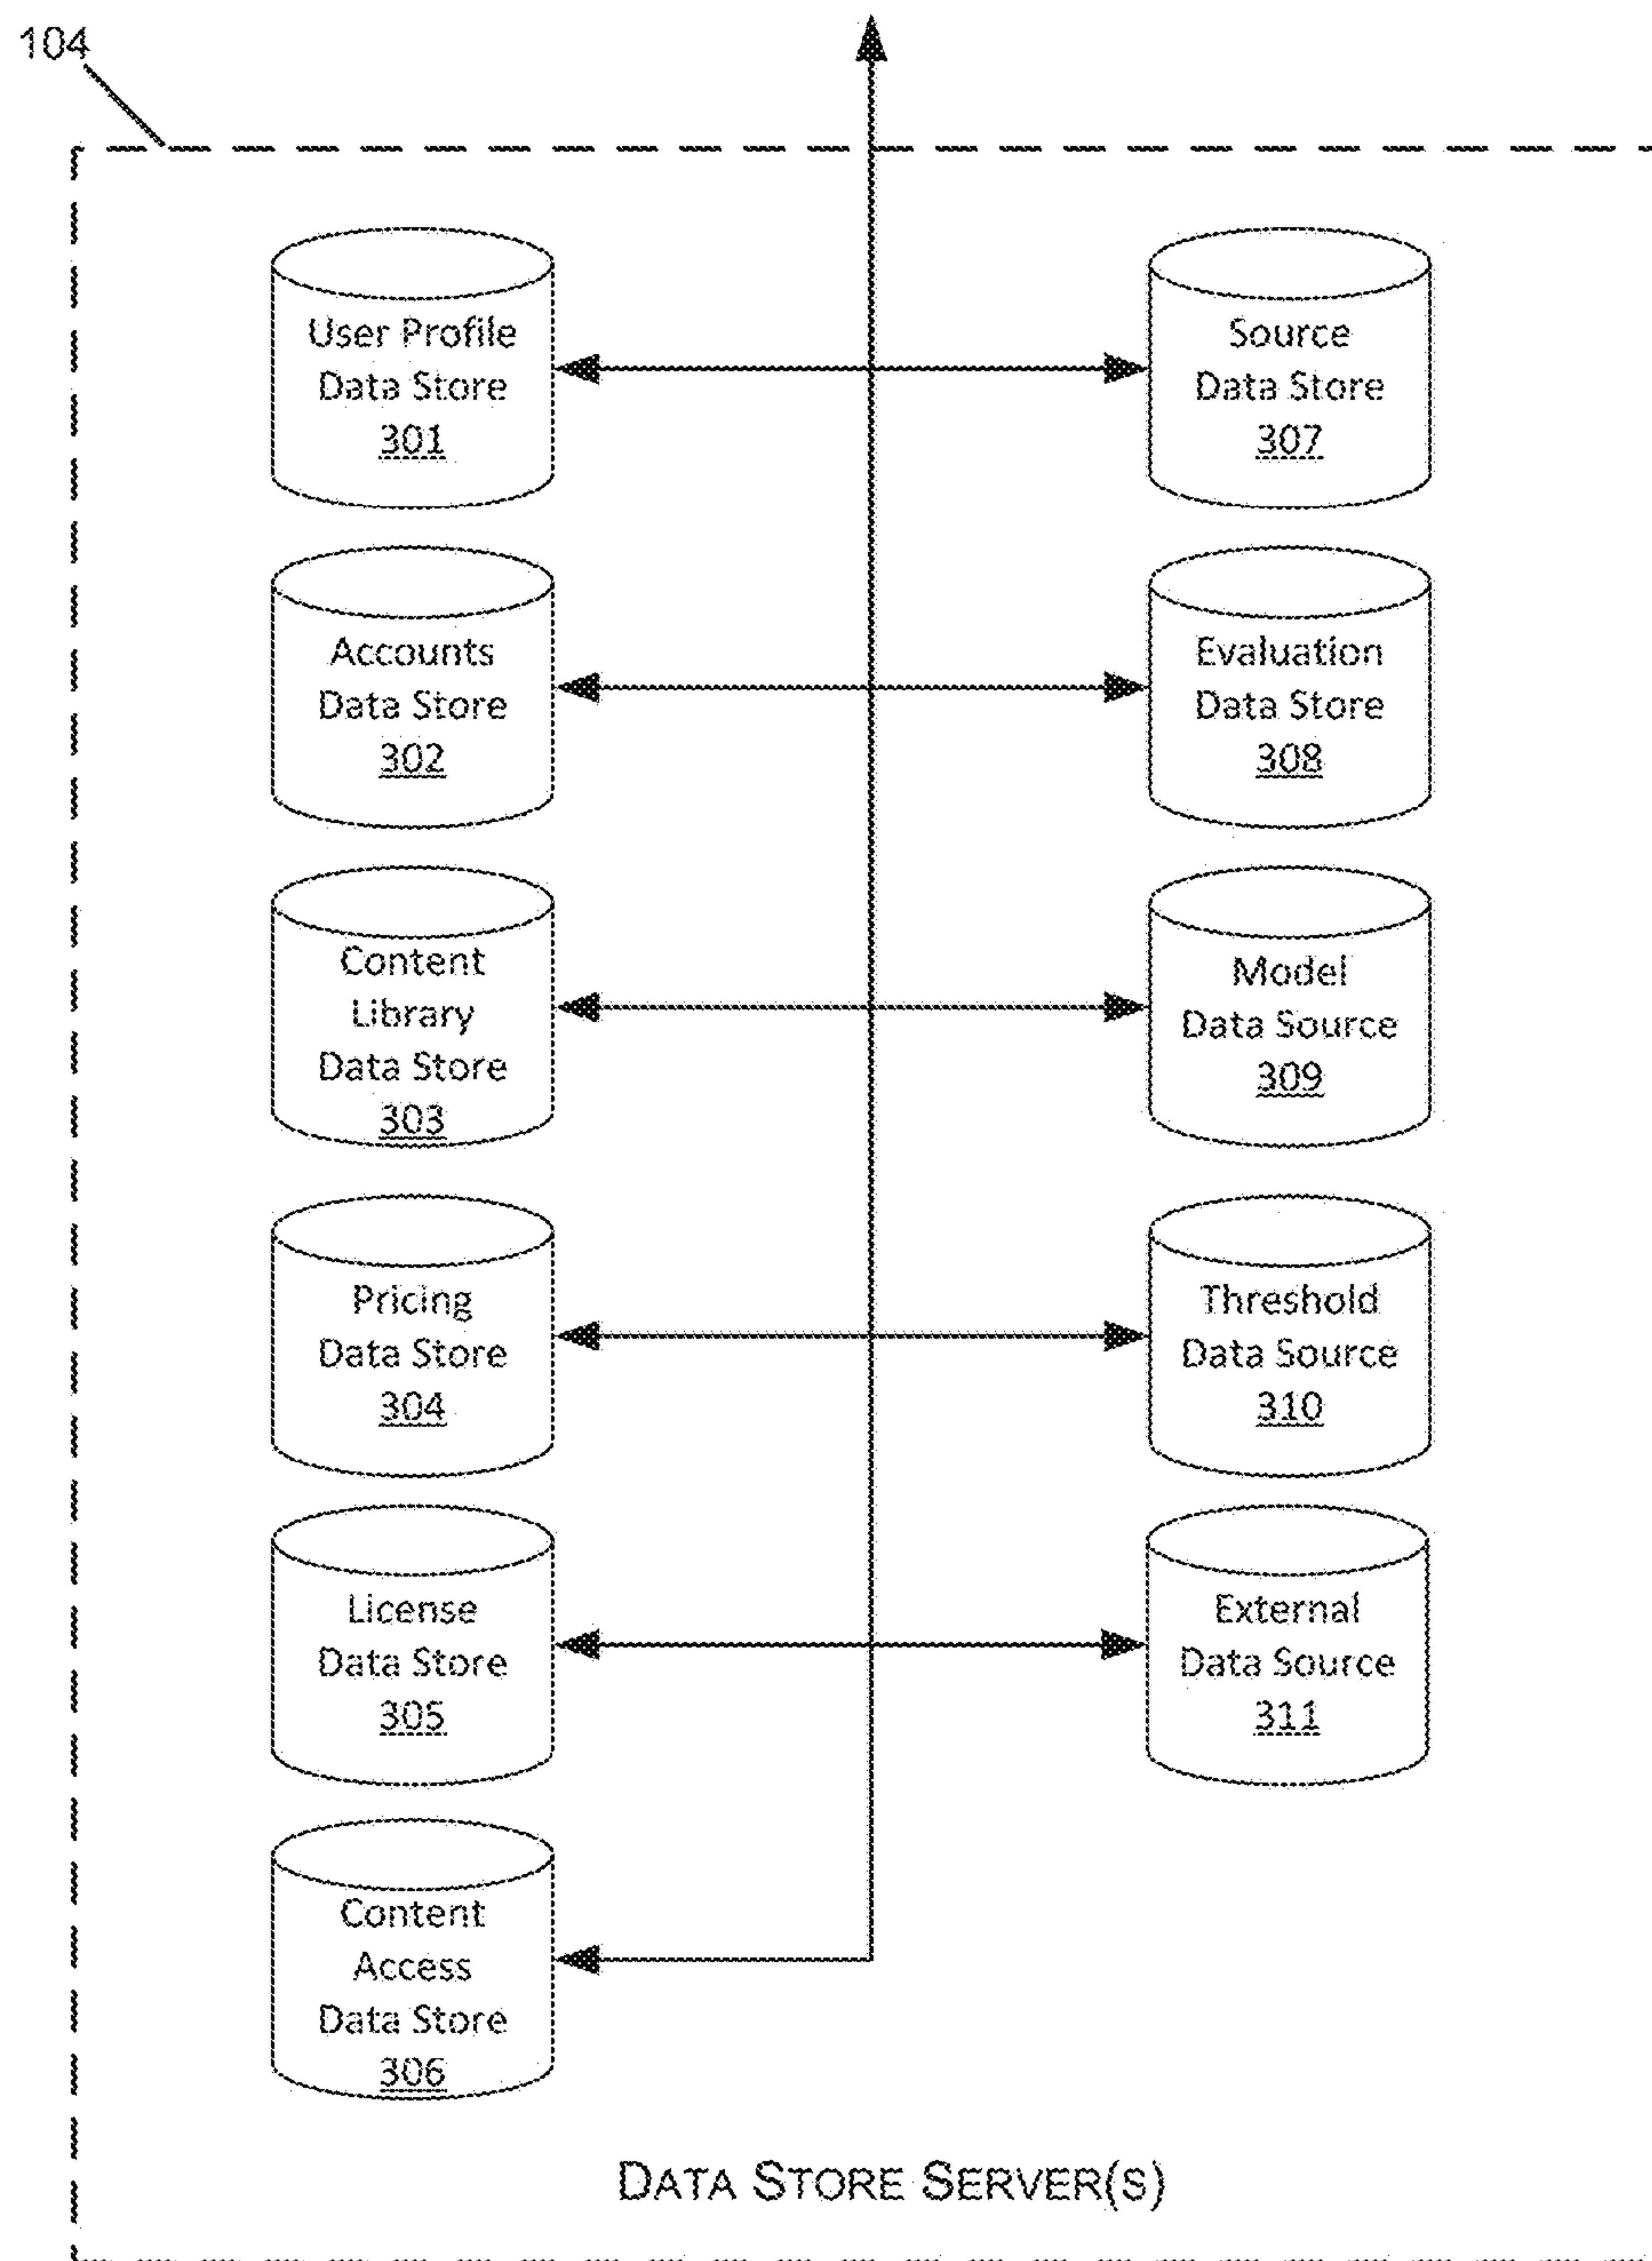 104
User Profile
Data Store
301
Source
Data Store
307
Accounts
Data Store
302
Evaluation
Data Store
308
Content
Library
Data Store
303
Model
Data Source
309
Pricing
Data Store
304
Threshold
Data Source
310
License
Data Store
305
External
Data Source
311
Content
Access
Data Store
306
DATA STORE SERVER(S)